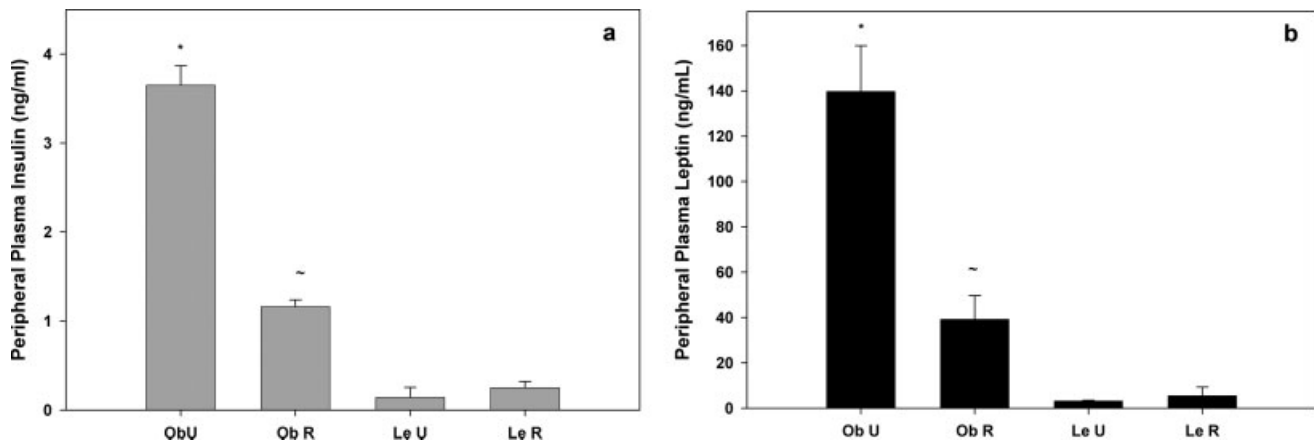 a
Peripheral Plasma Insulin (ng/ml)
4
3
2
1
0
*
~
ObU
Ob R
Le U
Le R
b
Peripheral Plasma Leptin (ng/mL)
160
140
120
100
80
60
40
20
0
*
~
Ob U
Ob R
Le U
Le R